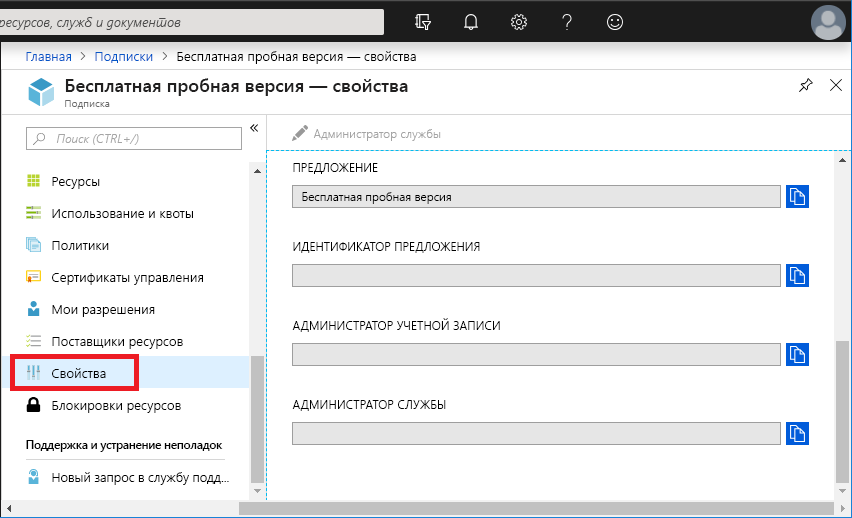 ресурсов, служб и документов
Главная > Подписки > Бесплатная пробная версия — свойства
Бесплатная пробная версия — свойства
Подписка
Поиск (CTRL+/)
«
Ресурсы
Использование и квоты
Политики
Сертификаты управления
Мои разрешения
Поставщики ресурсов
Свойства
Блокировки ресурсов
Поддержка и устранение неполадок
Новый запрос в службу подд...
Администратор службы
ПРЕДЛОЖЕНИЕ
Бесплатная пробная версия
ИДЕНТИФИКАТОР ПРЕДЛОЖЕНИЯ
АДМИНИСТРАТОР УЧЕТНОЙ ЗАПИСИ
АДМИНИСТРАТОР СЛУЖБЫ